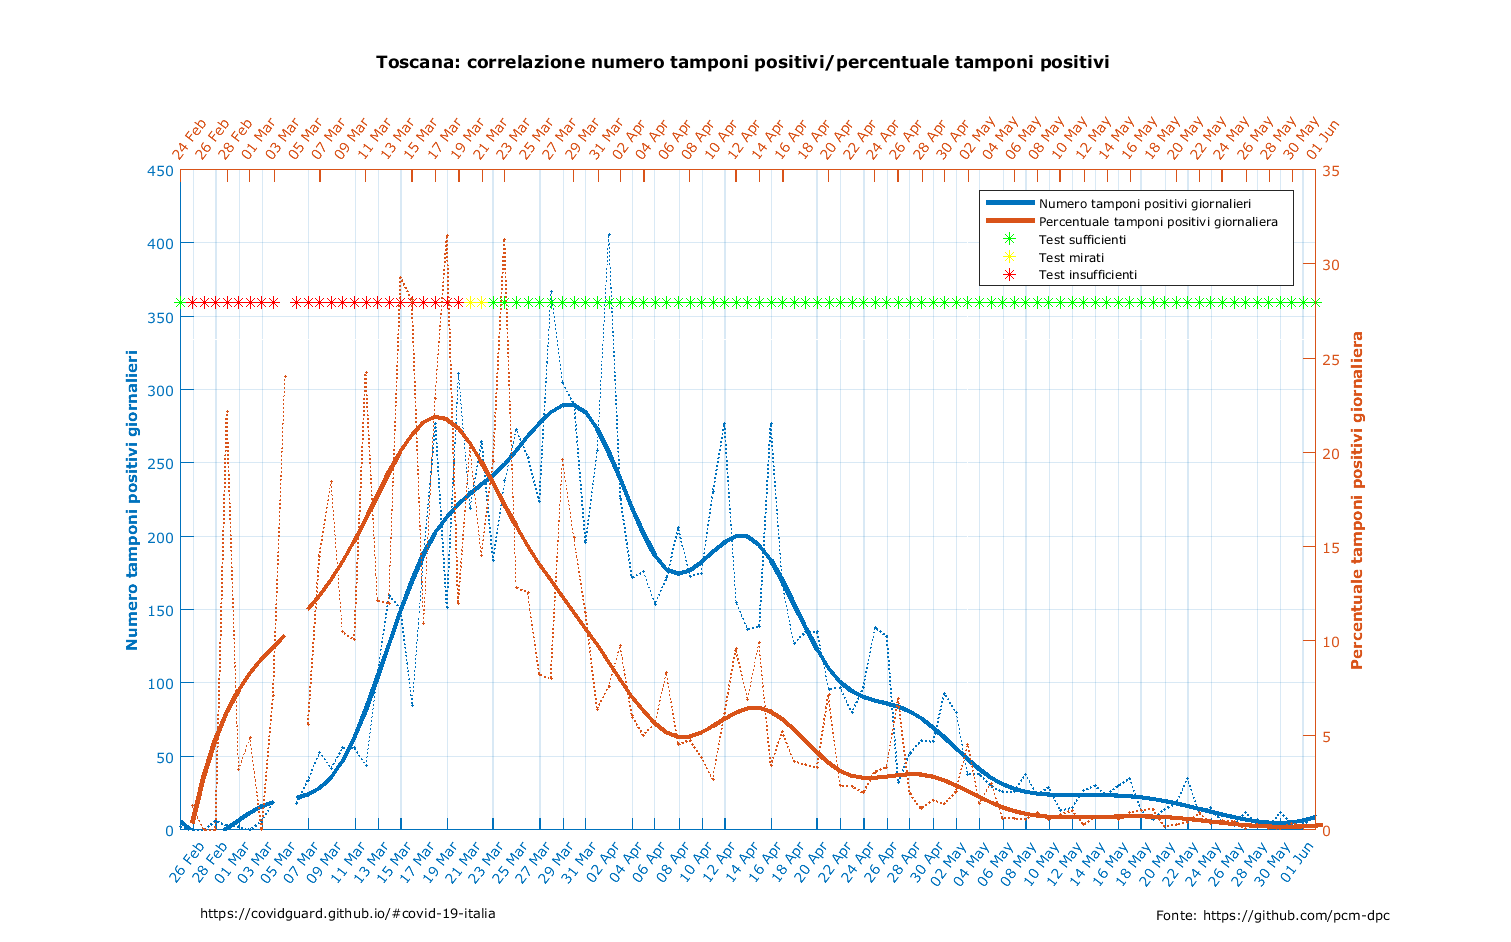 Toscana: correlazione numero tamponi positivi/percentuale tamponi positivi
24 Feb
26 Feb
28 Feb
01 Mar
03 Mar
05 Mar
07 Mar
09 Mar
11 Mar
13 Mar
15 Mar
17 Mar
19 Mar
21 Mar
23 Mar
25 Mar
27 Mar
29 Mar
31 Mar
02 Apr
04 Apr
06 Apr
08 Apr
10 Apr
12 Apr
14 Apr
16 Apr
18 Apr
20 Apr
22 Apr
24 Apr
26 Apr
28 Apr
30 Apr
02 May
04 May
06 May
08 May
10 May
12 May
14 May
16 May
18 May
20 May
22 May
24 May
26 May
28 May
30 May
01 Jun
450
400
350
300
250
200
150
100
50
0
Numero tamponi positivi giornalieri
35
30
25
20
15
10
5
0
Percentuale tamponi positivi giornaliera
Numero tamponi positivi giornalieri
Percentuale tamponi positivi giornaliera
Test sufficienti
Test mirati
Test insufficienti
26 Feb
28 Feb
01 Mar
03 Mar
05 Mar
07 Mar
09 Mar
11 Mar
13 Mar
15 Mar
17 Mar
19 Mar
21 Mar
23 Mar
25 Mar
27 Mar
29 Mar
31 Mar
02 Apr
04 Apr
06 Apr
08 Apr
10 Apr
12 Apr
14 Apr
16 Apr
18 Apr
20 Apr
22 Apr
24 Apr
26 Apr
28 Apr
30 Apr
02 May
04 May
06 May
08 May
10 May
12 May
14 May
16 May
18 May
20 May
22 May
24 May
26 May
28 May
30 May
01 Jun
https://covidguard.github.io/#covid-19-italia
Fonte: https://github.com/pcm-dpc